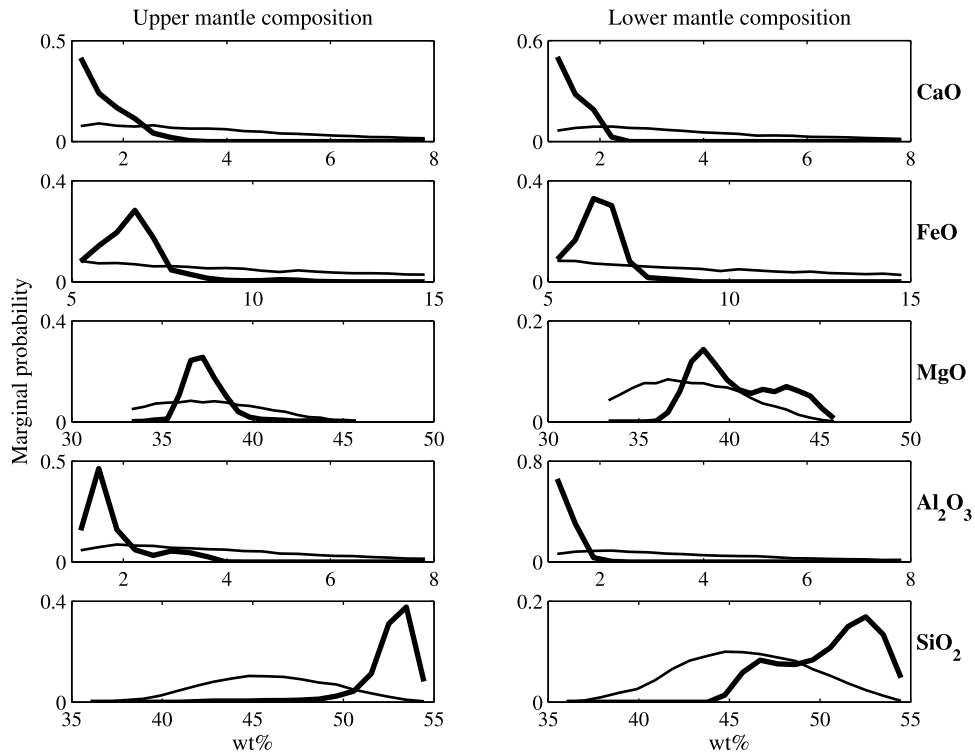 Upper mantle composition Lower mantle composition
0.5 0.6
0 0 CaO
2 4 6 8 2 4 6 8
0.4 0.4
0 0 FeO
5 10 15 5 10 15
0.4 0.2
0 0 MgO
30 35 40 45 50 30 35 40 45 50
Marginal probability
0.5 0.8
0 0 Al2O3
2 4 6 8 2 4 6 8
0.4 0.2
0 0 SiO2
35 40 45 50 55 35 40 45 50 55
wt% wt%